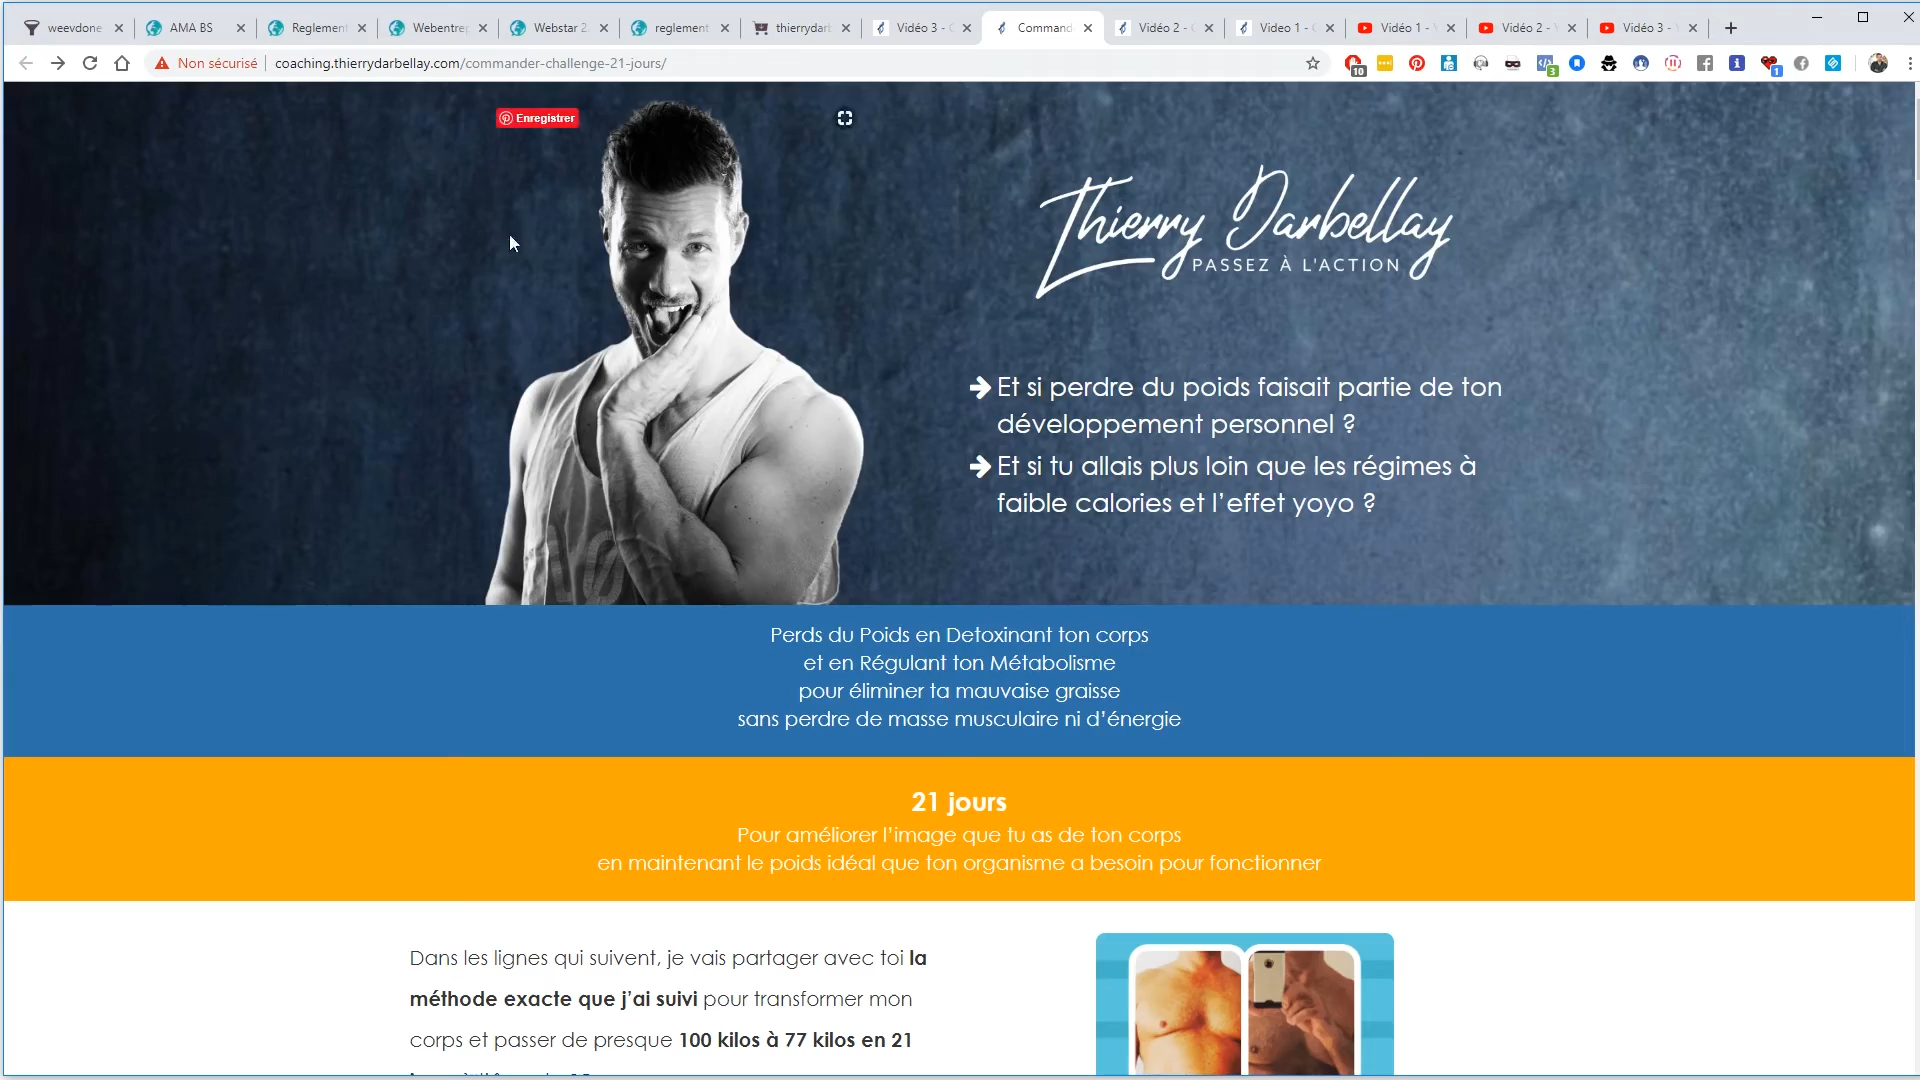 weevdone
AMA BS
Reglement
Webentrep
Webstar 2
reglement
thierrydarb
Vidéo 3 -
Command
Vidéo 2 -
Video 1 -
Vidéo 1 -
Vidéo 2 -
Vidéo 3 -
Non sécurisé
coaching.thierrydarbellay.com/commander-challenge-21-jours/
10
3
1
Enregistrer
Thierry Darbellay
PASSEZ À L'ACTION
Et si perdre du poids faisait partie de ton
développement personnel ?
Et si tu allais plus loin que les régimes à
faible calories et l’effet yoyo ?
Perds du Poids en Detoxinant ton corps
et en Régulant ton Métabolisme
pour éliminer ta mauvaise graisse
sans perdre de masse musculaire ni d’énergie
21 jours
Pour améliorer l’image que tu as de ton corps
en maintenant le poids idéal que ton organisme a besoin pour fonctionner
Dans les lignes qui suivent, je vais partager avec toi la
méthode exacte que j’ai suivi pour transformer mon
corps et passer de presque 100 kilos à 77 kilos en 21